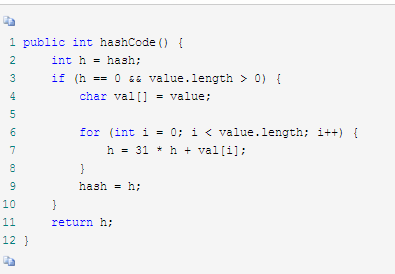 1 public int hashCode() {
2     int h = hash;
3     if (h == 0 && value.length > 0) {
4         char val[] = value;
5
6         for (int i = 0; i < value.length; i++) {
7             h = 31 * h + val[i];
8         }
9         hash = h;
10     }
11     return h;
12 }